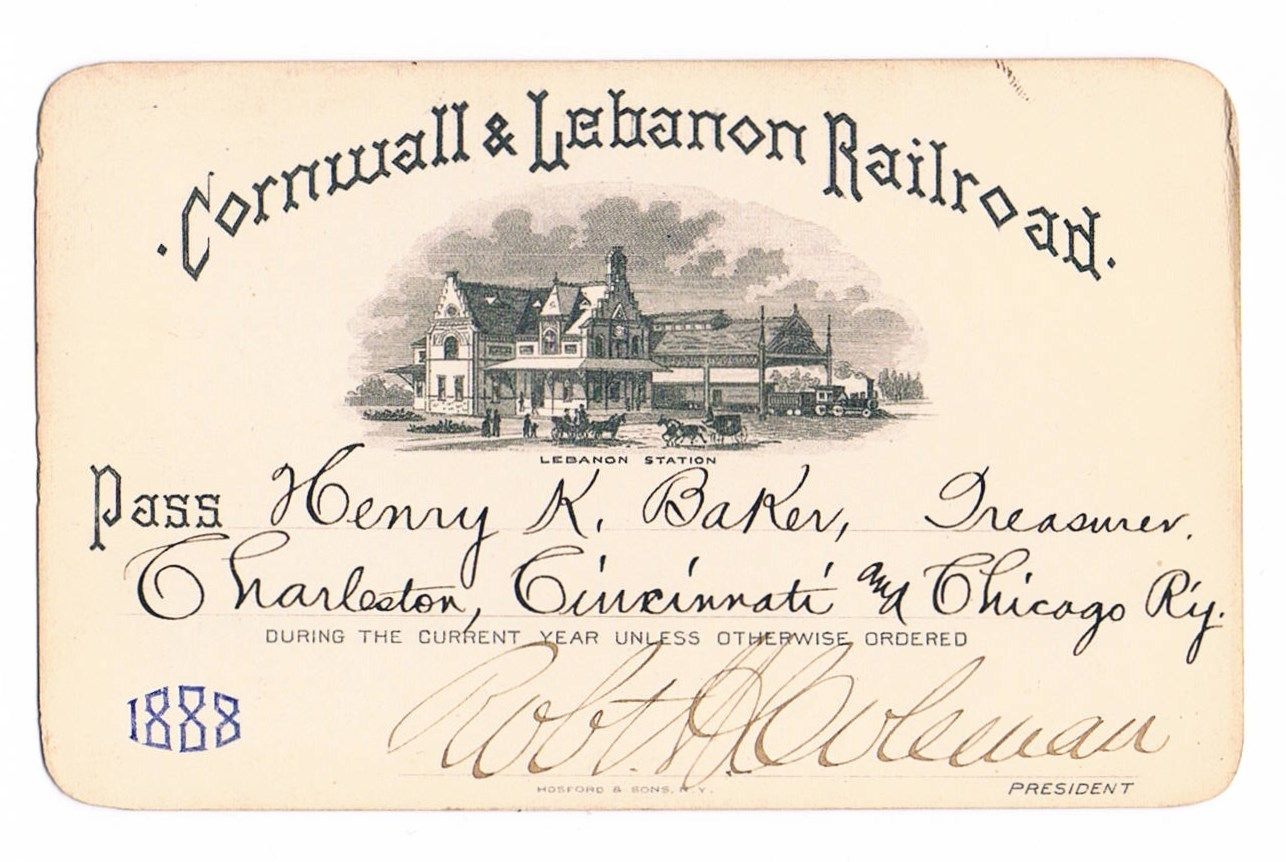 ·Cornwall & Lebanon Railroad.
LEBANON STATION
Pass Henry K. Baker, Treasurer.
Charleston, Cincinnati and Chicago R'y.
DURING THE CURRENT YEAR UNLESS OTHERWISE ORDERED
1888
Robt. H Coleman
HOSFORD & SONS, N.Y.
PRESIDENT